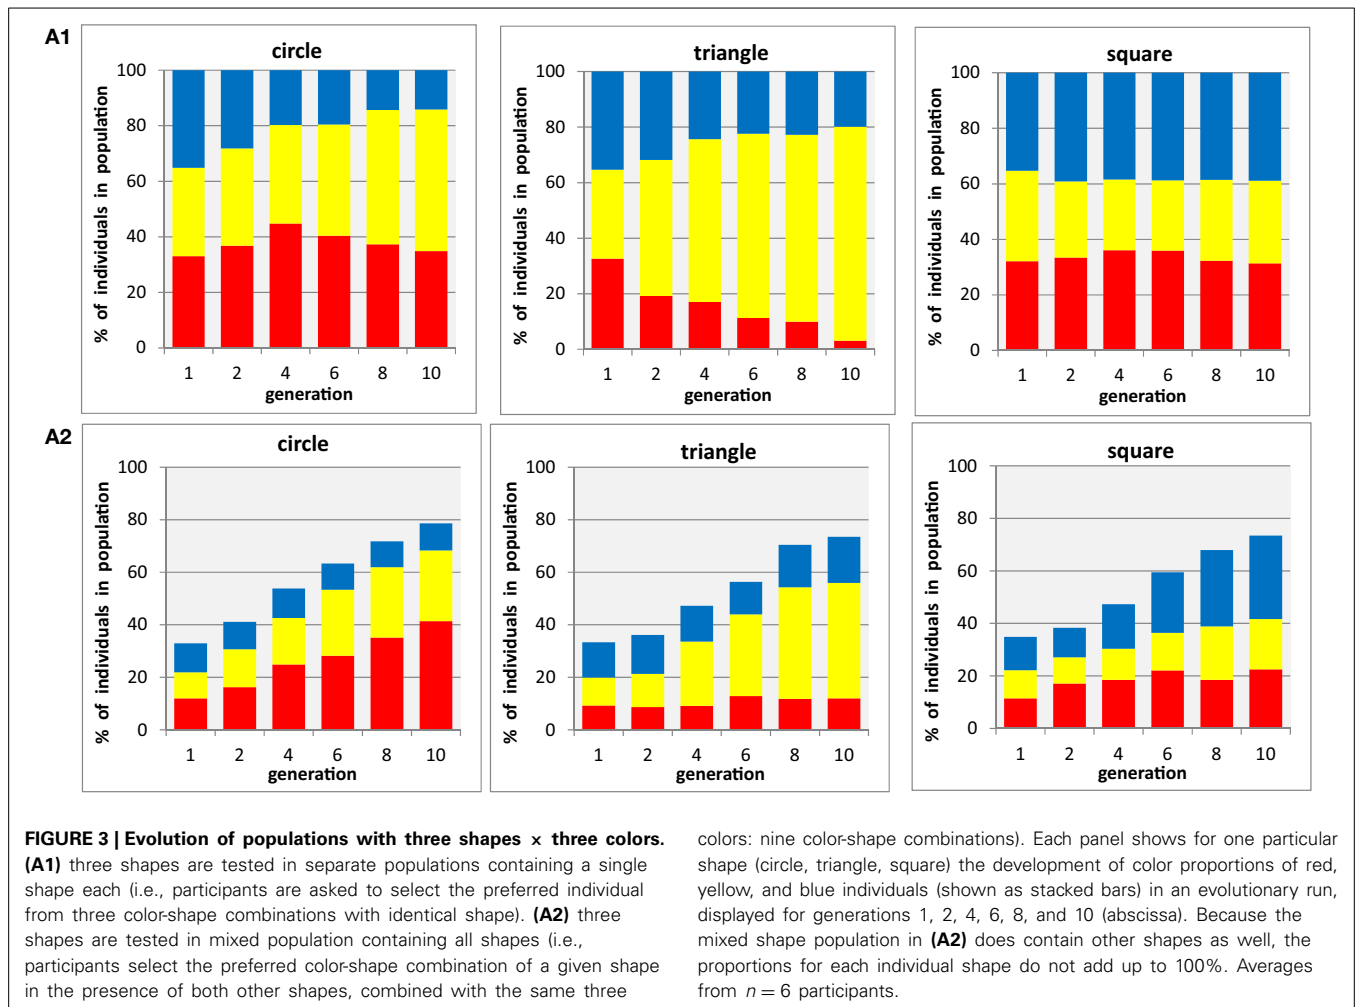 A1
circle
% of individuals in population
100
80
60
40
20
0
1 2 4 6 8 10
generation
triangle
% of individuals in population
100
80
60
40
20
0
1 2 4 6 8 10
generation
square
% of individuals in population
100
80
60
40
20
0
1 2 4 6 8 10
generation
A2
circle
% of individuals in population
100
80
60
40
20
0
1 2 4 6 8 10
generation
triangle
% of individuals in population
100
80
60
40
20
0
1 2 4 6 8 10
generation
square
% of individuals in population
100
80
60
40
20
0
1 2 4 6 8 10
generation
FIGURE 3 | Evolution of populations with three shapes × three colors.
(A1) three shapes are tested in separate populations containing a single
shape each (i.e., participants are asked to select the preferred individual
from three color-shape combinations with identical shape). (A2) three
shapes are tested in mixed population containing all shapes (i.e.,
participants select the preferred color-shape combination of a given shape
in the presence of both other shapes, combined with the same three
colors: nine color-shape combinations). Each panel shows for one particular
shape (circle, triangle, square) the development of color proportions of red,
yellow, and blue individuals (shown as stacked bars) in an evolutionary run,
displayed for generations 1, 2, 4, 6, 8, and 10 (abscissa). Because the
mixed shape population in (A2) does contain other shapes as well, the
proportions for each individual shape do not add up to 100%. Averages
from n = 6 participants.